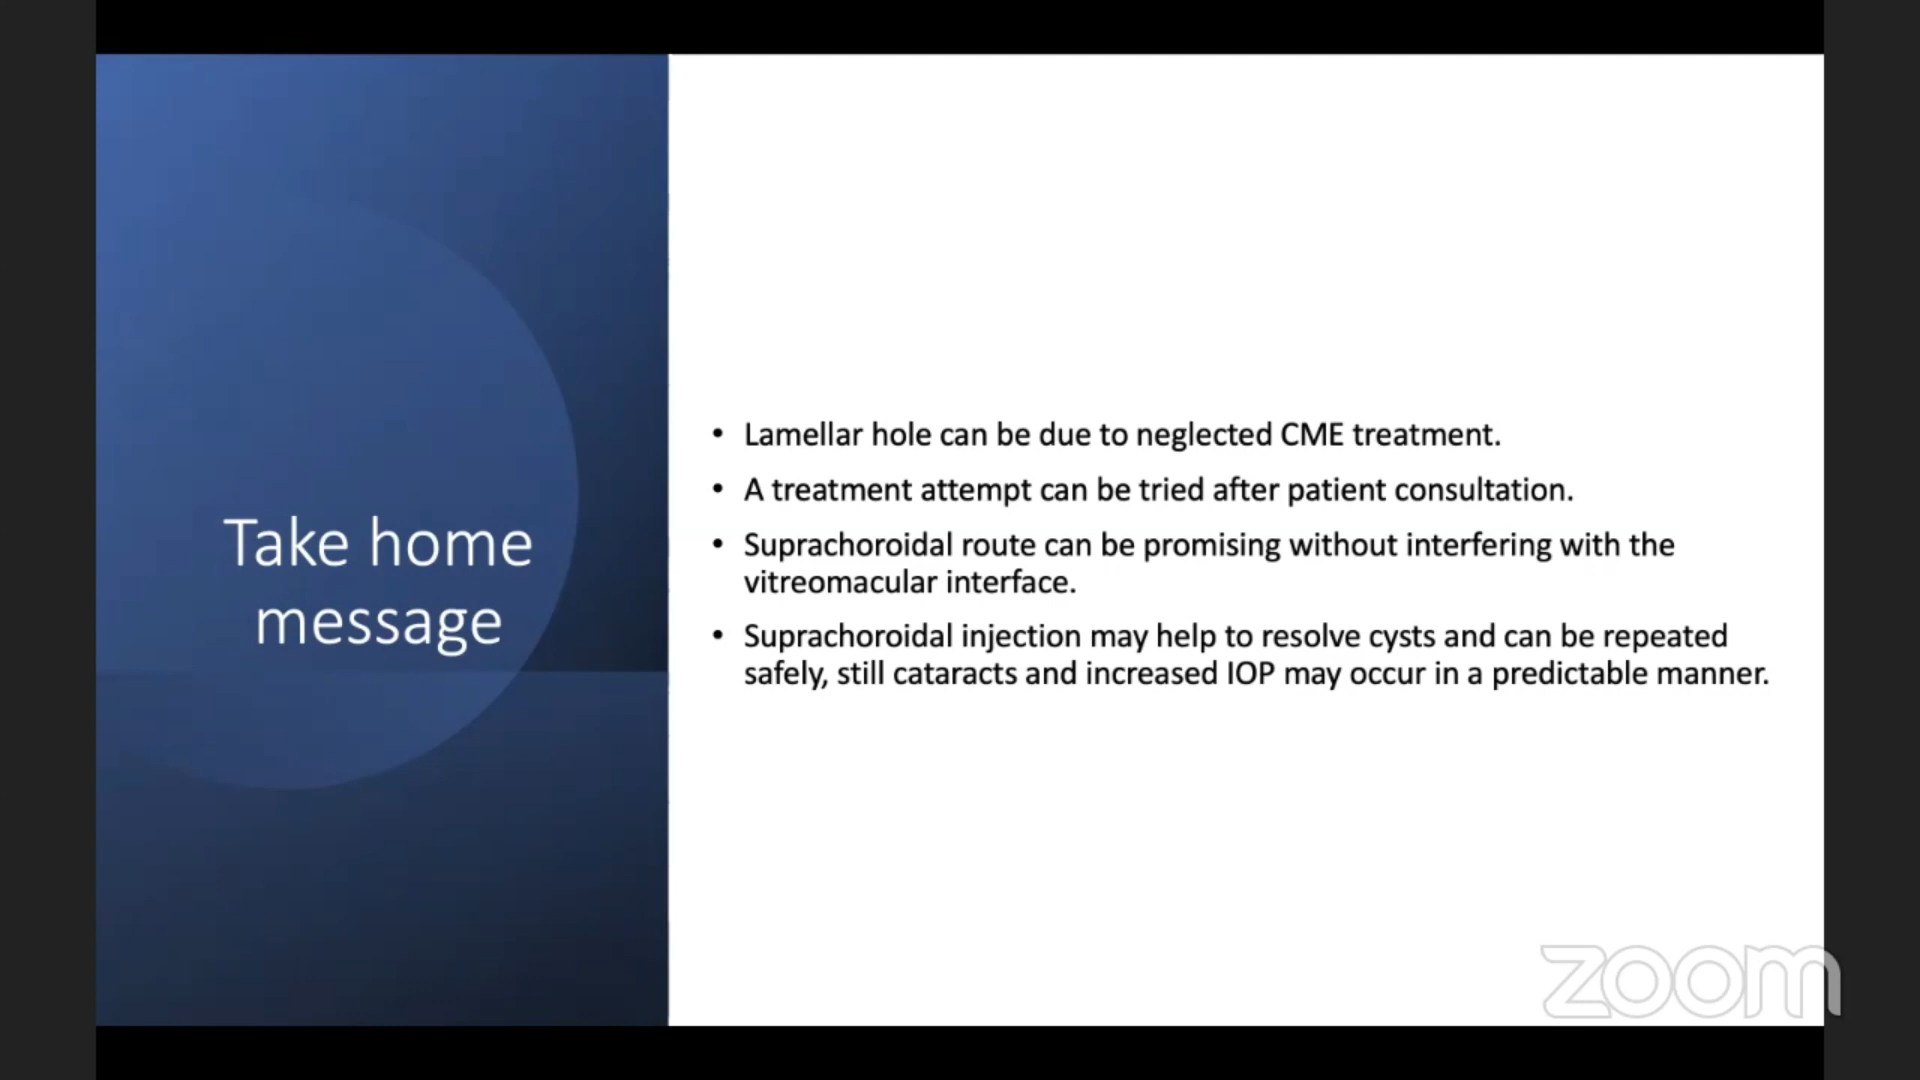 Take home
message
• Lamellar hole can be due to neglected CME treatment.
• A treatment attempt can be tried after patient consultation.
• Suprachoroidal route can be promising without interfering with the
vitreomacular interface.
• Suprachoroidal injection may help to resolve cysts and can be repeated
safely, still cataracts and increased IOP may occur in a predictable manner.
zoom